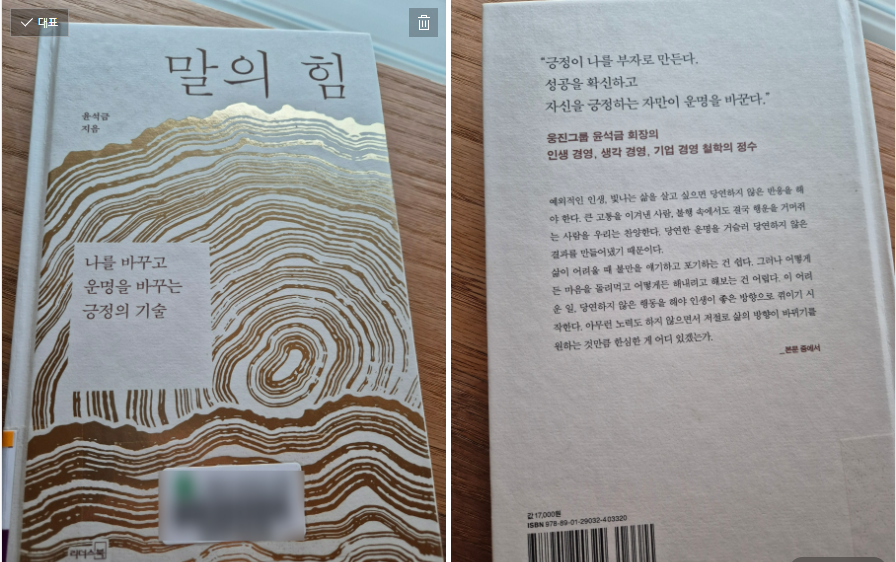 대표
말의 힘
윤석금
지음
나를 바꾸고
운명을 바꾸는
긍정의 기술
리더스북
“긍정이 나를 부자로 만든다.
성공을 확신하고
자신을 긍정하는 자만이 운명을 바꾼다.”
웅진그룹 윤석금 회장의
인생 경영, 생각 경영, 기업 경영 철학의 정수
예외적인 인생, 빛나는 삶을 살고 싶으면 당연하지 않은 반응을 해
야 한다. 큰 고통을 이겨낸 사람, 불행 속에서도 결국 행운을 거머쥐
는 사람을 우리는 찬양한다. 당연한 운명을 거슬러 당연하지 않은
결과를 만들어냈기 때문이다.
삶이 어려울 때 불만을 얘기하고 포기하는 건 쉽다. 그러나 어떻게
든 마음을 돌려먹고 어떻게든 해내려고 해보는 건 어렵다. 이 어려
운 일, 당연하지 않은 행동을 해야 인생이 좋은 방향으로 꺾이기 시
작한다. 아무런 노력도 하지 않으면서 저절로 삶의 방향이 바뀌기를
원하는 것만큼 한심한 게 어디 있겠는가.
_본문 중에서
값 17,000원
ISBN 978-89-01-29032-4 03320